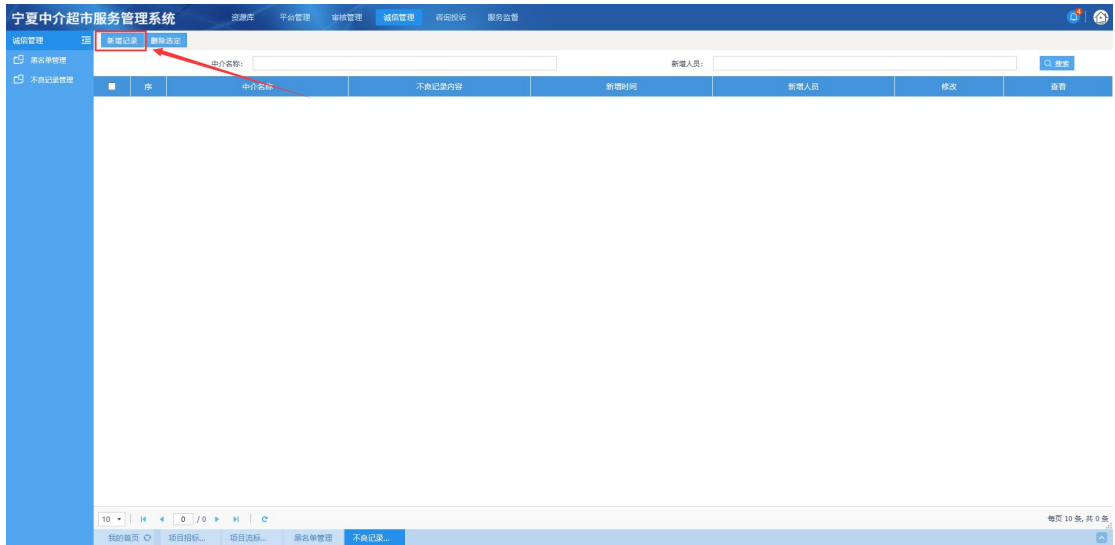 宁夏中介超市服务管理系统 资源库 平台管理 审核管理 诚信管理 咨询投诉 服务监督 4
诚信管理 新增记录 删除选定
黑名单管理 中介名称: 新增人员: 搜索
不良记录管理 序 中介名称 不良记录内容 新增时间 新增人员 修改 查看
10 0 / 0 每页 10 条, 共 0 条
我的首页 项目招标... 项目流标... 黑名单管理 不良记录...